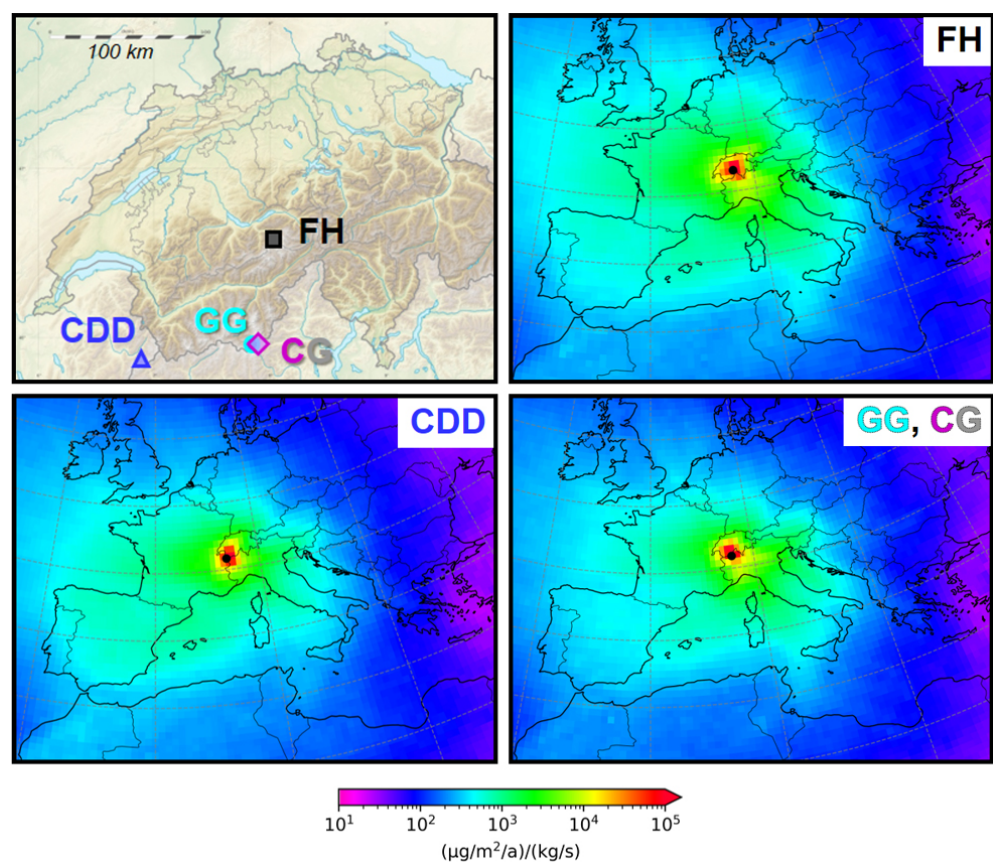 100 km
FH
GG
CDD
CG
FH
CDD
GG, CG
10¹ 10² 10³ 10⁴ 10⁵
(µg/m²/a)/(kg/s)